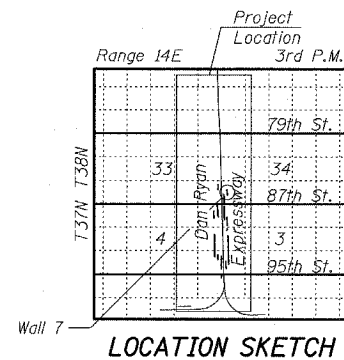 Project
Location
Range 14E
3rd P.M.
79th St.
T38N
33
34
Dan Ryan
Expressway
87th St.
T37N
4
3
95th St.
Wall 7
LOCATION SKETCH